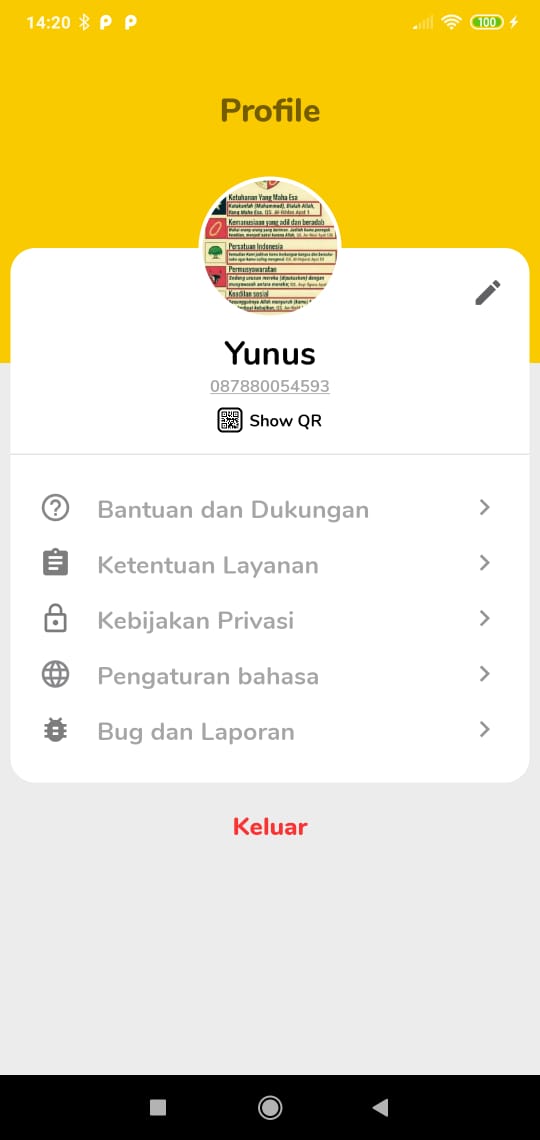 14:20
100
Profile
Ketuhanan Yang Maha Esa
Kemanusiaan yang adil dan beradab
Persatuan Indonesia
Permusyawaratan
Keadilan sosial
Yunus
087880054593
Show QR
Bantuan dan Dukungan
Ketentuan Layanan
Kebijakan Privasi
Pengaturan bahasa
Bug dan Laporan
Keluar